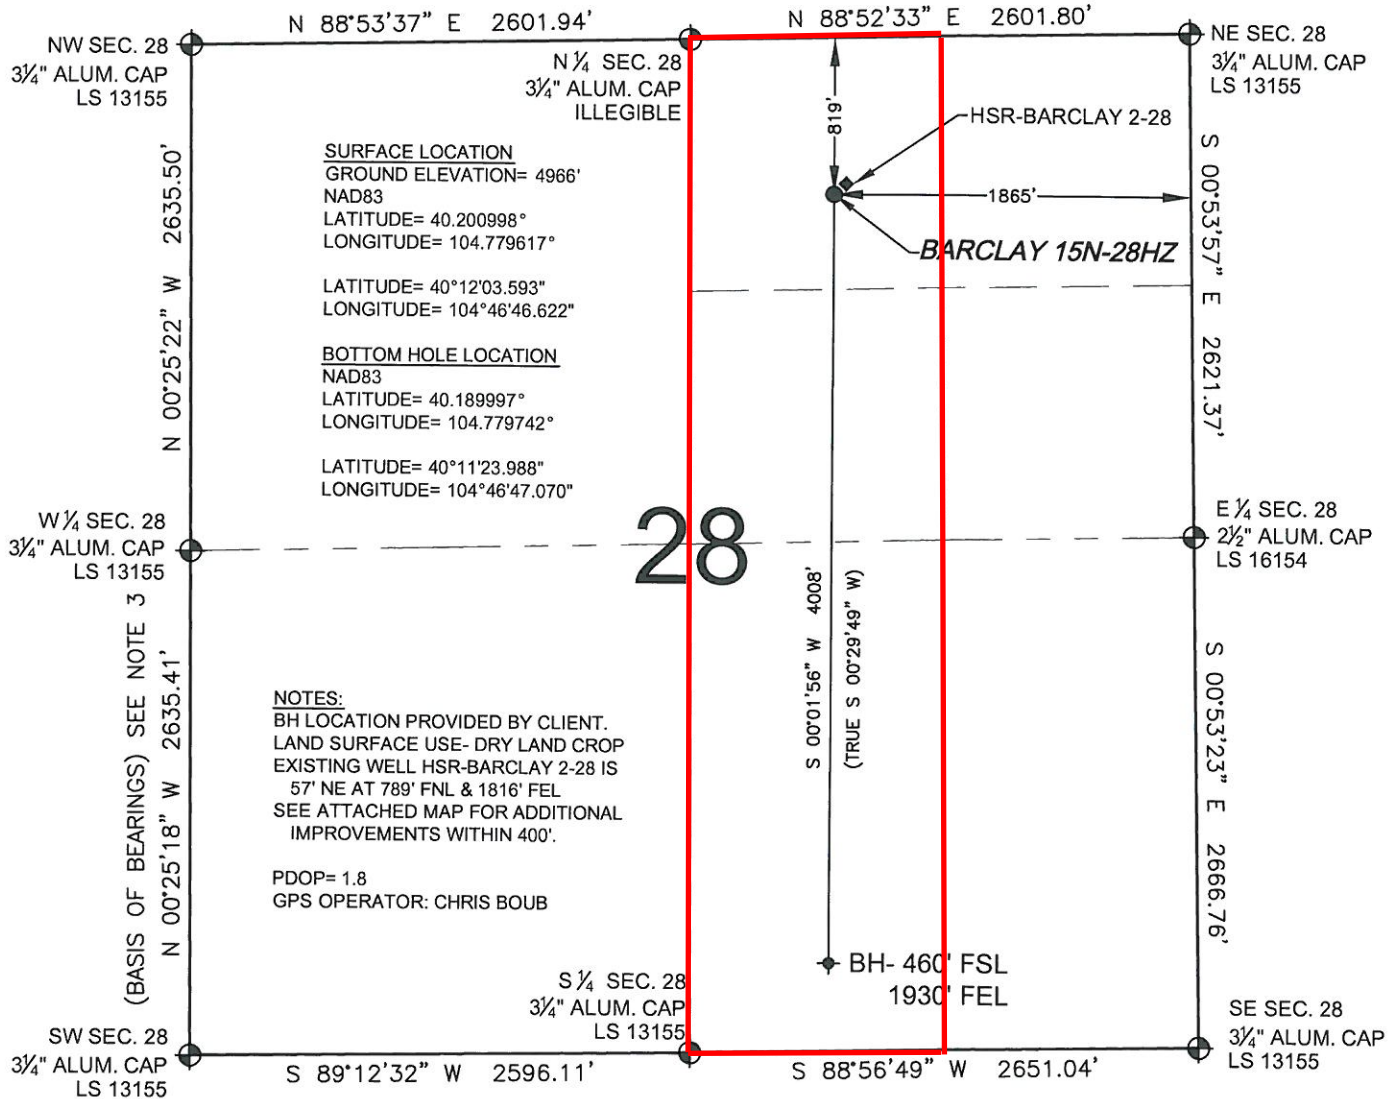 N 88°53'37" E 2601.94'
N 88°52'33" E 2601.80'
NW SEC. 28
3¼" ALUM. CAP
LS 13155
N ¼ SEC. 28
3¼" ALUM. CAP
ILLEGIBLE
NE SEC. 28
3¼" ALUM. CAP
LS 13155
819'
HSR-BARCLAY 2-28
1865'
BARCLAY 15N-28HZ
SURFACE LOCATION
GROUND ELEVATION= 4966'
NAD83
LATITUDE= 40.200998°
LONGITUDE= 104.779617°
LATITUDE= 40°12'03.593"
LONGITUDE= 104°46'46.622"
BOTTOM HOLE LOCATION
NAD83
LATITUDE= 40.189997°
LONGITUDE= 104.779742°
LATITUDE= 40°11'23.988"
LONGITUDE= 104°46'47.070"
N 00°25'22" W 2635.50'
S 00°53'57" E 2621.37'
W ¼ SEC. 28
3¼" ALUM. CAP
LS 13155
28
E ¼ SEC. 28
2½" ALUM. CAP
LS 16154
S 00°01'56" W 4008'
(TRUE S 00°29'49" W)
(BASIS OF BEARINGS) SEE NOTE 3
N 00°25'18" W 2635.41'
S 00°53'23" E 2666.76'
NOTES:
BH LOCATION PROVIDED BY CLIENT.
LAND SURFACE USE- DRY LAND CROP
EXISTING WELL HSR-BARCLAY 2-28 IS
57' NE AT 789' FNL & 1816' FEL
SEE ATTACHED MAP FOR ADDITIONAL
IMPROVEMENTS WITHIN 400'.
PDOP= 1.8
GPS OPERATOR: CHRIS BOUB
BH- 460' FSL
1930' FEL
S ¼ SEC. 28
3¼" ALUM. CAP
LS 13155
SW SEC. 28
3¼" ALUM. CAP
LS 13155
SE SEC. 28
3¼" ALUM. CAP
LS 13155
S 89°12'32" W 2596.11'
S 88°56'49" W 2651.04'